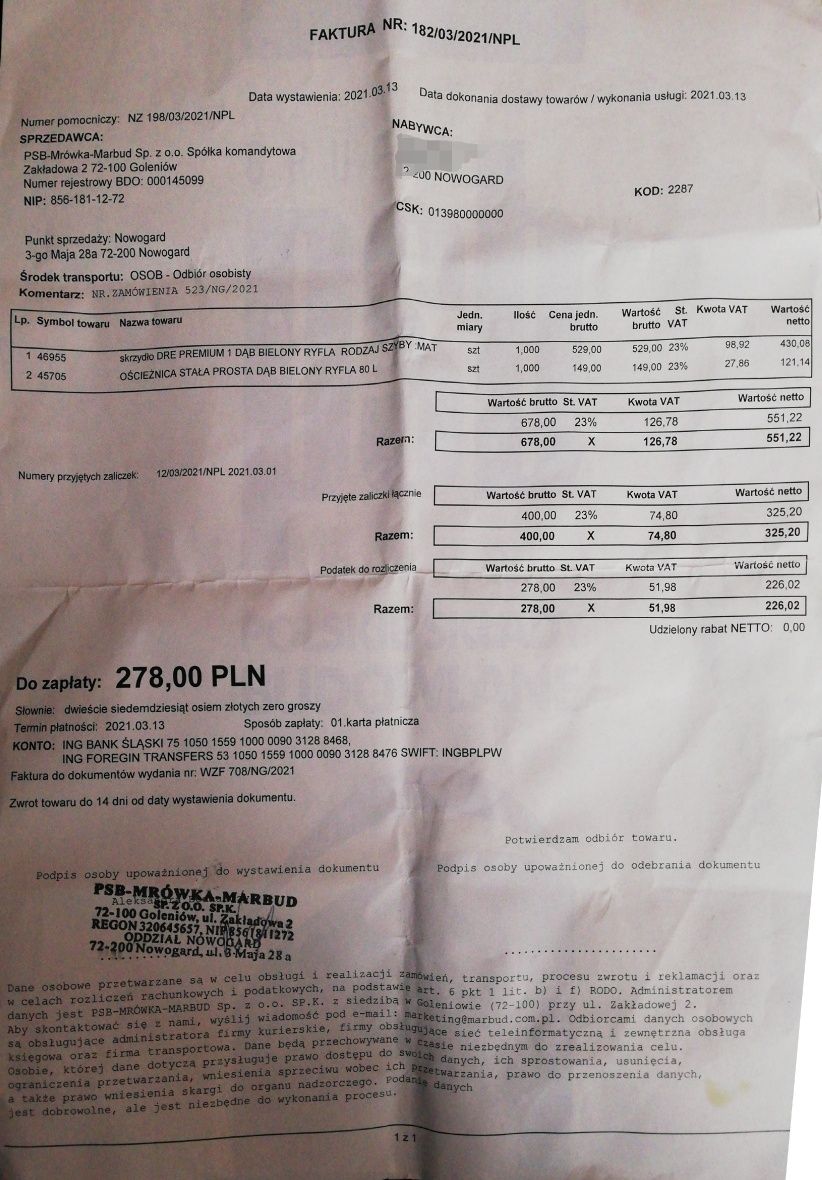 FAKTURA NR: 182/03/2021/NPL
Data wystawienia: 2021.03.13 Data dokonania dostawy towarów / wykonania usługi: 2021.03.13
Numer pomocniczy: NZ 198/03/2021/NPL
SPRZEDAWCA:
PSB-Mrówka-Marbud Sp. z o.o. Spółka komandytowa
Zakładowa 2 72-100 Goleniów
Numer rejestrowy BDO: 000145099
NIP: 856-181-12-72
NABYWCA:
200 NOWOGARD
KOD: 2287
CSK: 013980000000
Punkt sprzedaży: Nowogard
3-go Maja 28a 72-200 Nowogard
Środek transportu: OSOB - Odbiór osobisty
Komentarz: NR.ZAMÓWIENIA 523/NG/2021
Lp. Symbol towaru Nazwa towaru Jedn. miary Ilość Cena jedn. brutto Wartość brutto St. VAT Kwota VAT Wartość netto
1 46955 skrzydło DRE PREMIUM 1 DĄB BIELONY RYFLA RODZAJ SZYBY :MAT szt 1,000 529,00 529,00 23% 98,92 430,08
2 45705 OŚCIEŻNICA STAŁA PROSTA DĄB BIELONY RYFLA 80 L szt 1,000 149,00 149,00 23% 27,86 121,14
Wartość brutto St. VAT Kwota VAT Wartość netto
678,00 23% 126,78 551,22
Razem: 678,00 X 126,78 551,22
Numery przyjętych zaliczek: 12/03/2021/NPL 2021.03.01
Przyjęte zaliczki łącznie Wartość brutto St. VAT Kwota VAT Wartość netto
400,00 23% 74,80 325,20
Razem: 400,00 X 74,80 325,20
Podatek do rozliczenia Wartość brutto St. VAT Kwota VAT Wartość netto
278,00 23% 51,98 226,02
Razem: 278,00 X 51,98 226,02
Udzielony rabat NETTO: 0,00
Do zapłaty: 278,00 PLN
Słownie: dwieście siedemdziesiąt osiem złotych zero groszy
Termin płatności: 2021.03.13 Sposób zapłaty: 01.karta płatnicza
KONTO: ING BANK ŚLĄSKI 75 1050 1559 1000 0090 3128 8468,
ING FOREGIN TRANSFERS 53 1050 1559 1000 0090 3128 8476 SWIFT: INGBPLPW
Faktura do dokumentów wydania nr: WZF 708/NG/2021
Zwrot towaru do 14 dni od daty wystawienia dokumentu.
Potwierdzam odbiór towaru.
Podpis osoby upoważnionej do wystawienia dokumentu Podpis osoby upoważnionej do odebrania dokumentu
PSB-MRÓWKA-MARBUD
SP. Z O.O. SP.K.
72-100 Goleniów, ul. Zakładowa 2
REGON 320645657, NIP 8561811272
ODDZIAŁ NOWOGARD
72-200 Nowogard, ul. 3 Maja 28 a
Dane osobowe przetwarzane są w celu obsługi i realizacji zamówień, transportu, procesu zwrotu i reklamacji oraz
w celach rozliczeń rachunkowych i podatkowych, na podstawie art. 6 pkt 1 lit. b) i f) RODO. Administratorem
danych jest PSB-MRÓWKA-MARBUD Sp. z o.o. SP.K. z siedzibą w Goleniowie (72-100) przy ul. Zakładowej 2.
Aby skontaktować się z nami, wyślij wiadomość pod e-mail: marketing@marbud.com.pl. Odbiorcami danych osobowych
są obsługujące administratora firmy kurierskie, firmy obsługujące sieć teleinformatyczną i zewnętrzna obsługa
księgowa oraz firma transportowa. Dane będą przechowywane w czasie niezbędnym do zrealizowania celu.
Osobie, której dane dotyczą przysługuje prawo dostępu do swoich danych, ich sprostowania, usunięcia,
ograniczenia przetwarzania, wniesienia sprzeciwu wobec ich przetwarzania, prawo do przenoszenia danych,
a także prawo wniesienia skargi do organu nadzorczego. Podanie danych
jest dobrowolne, ale jest niezbędne do wykonania procesu.
1 z 1